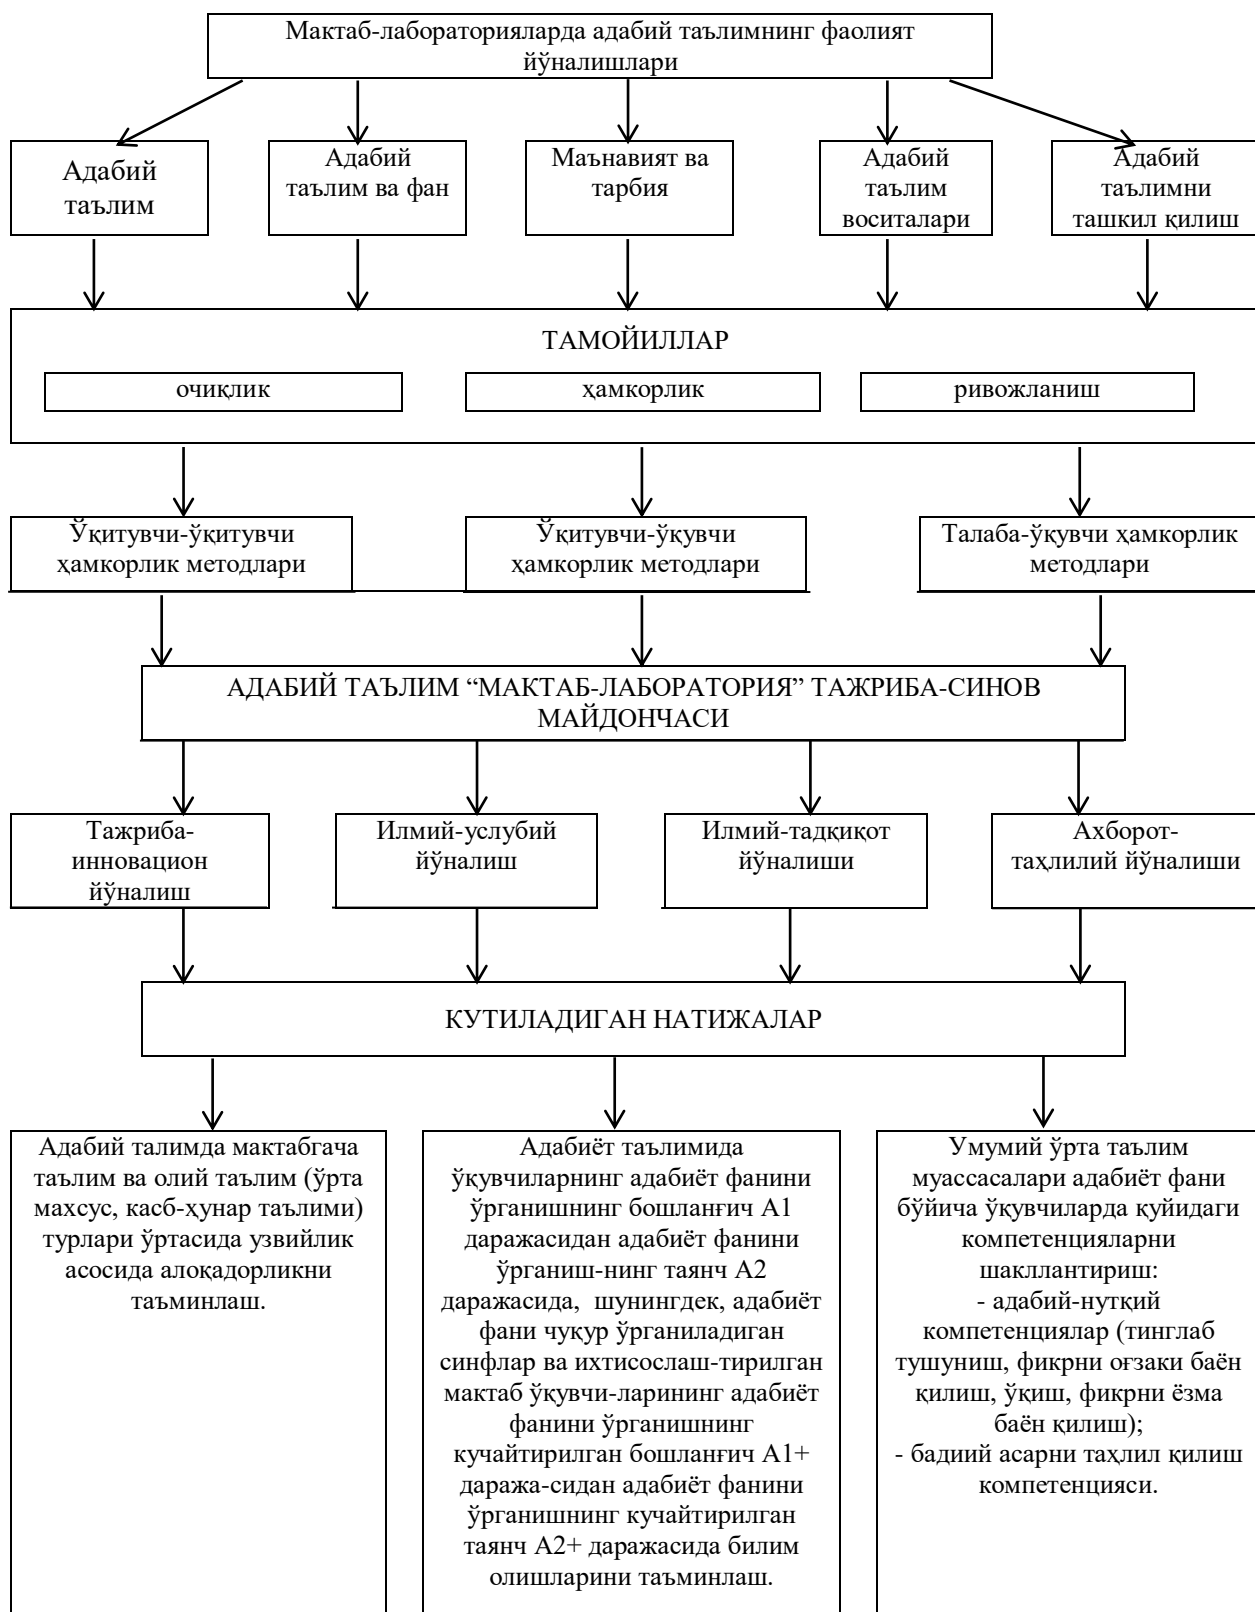 Мактаб-лабораторияларда адабий таълимнинг фаолият
йўналишлари
Адабий
таълим
Адабий
таълим ва фан
Маънавият ва
тарбия
Адабий
таълим
воситалари
Адабий
таълимни
ташкил қилиш
ТАМОЙИЛЛАР
очиқлик
ҳамкорлик
ривожланиш
Ўқитувчи-ўқитувчи
ҳамкорлик методлари
Ўқитувчи-ўқувчи
ҳамкорлик методлари
Талаба-ўқувчи ҳамкорлик
методлари
АДАБИЙ ТАЪЛИМ “МАКТАБ-ЛАБОРАТОРИЯ” ТАЖРИБА-СИНОВ
МАЙДОНЧАСИ
Тажриба-
инновацион
йўналиш
Илмий-услубий
йўналиш
Илмий-тадқиқот
йўналиши
Ахборот-
таҳлилий йўналиши
КУТИЛАДИГАН НАТИЖАЛАР
Адабий талимда мактабгача
таълим ва олий таълим (ўрта
махсус, касб-ҳунар таълими)
турлари ўртасида узвийлик
асосида алоқадорликни
таъминлаш.
Адабиёт таълимида
ўқувчиларнинг адабиёт фанини
ўрганишнинг бошланғич А1
даражасидан адабиёт фанини
ўрганиш-нинг таянч А2
даражасида, шунингдек, адабиёт
фани чуқур ўрганиладиган
синфлар ва ихтисослаш-тирилган
мактаб ўқувчи-ларининг адабиёт
фанини ўрганишнинг
кучайтирилган бошланғич А1+
даража-сидан адабиёт фанини
ўрганишнинг кучайтирилган
таянч А2+ даражасида билим
олишларини таъминлаш.
Умумий ўрта таълим
муассасалари адабиёт фани
бўйича ўқувчиларда қуйидаги
компетенцияларни
шакллантириш:
- адабий-нутқий
компетенциялар (тинглаб
тушуниш, фикрни оғзаки баён
қилиш, ўқиш, фикрни ёзма
баён қилиш);
- бадиий асарни таҳлил қилиш
компетенцияси.